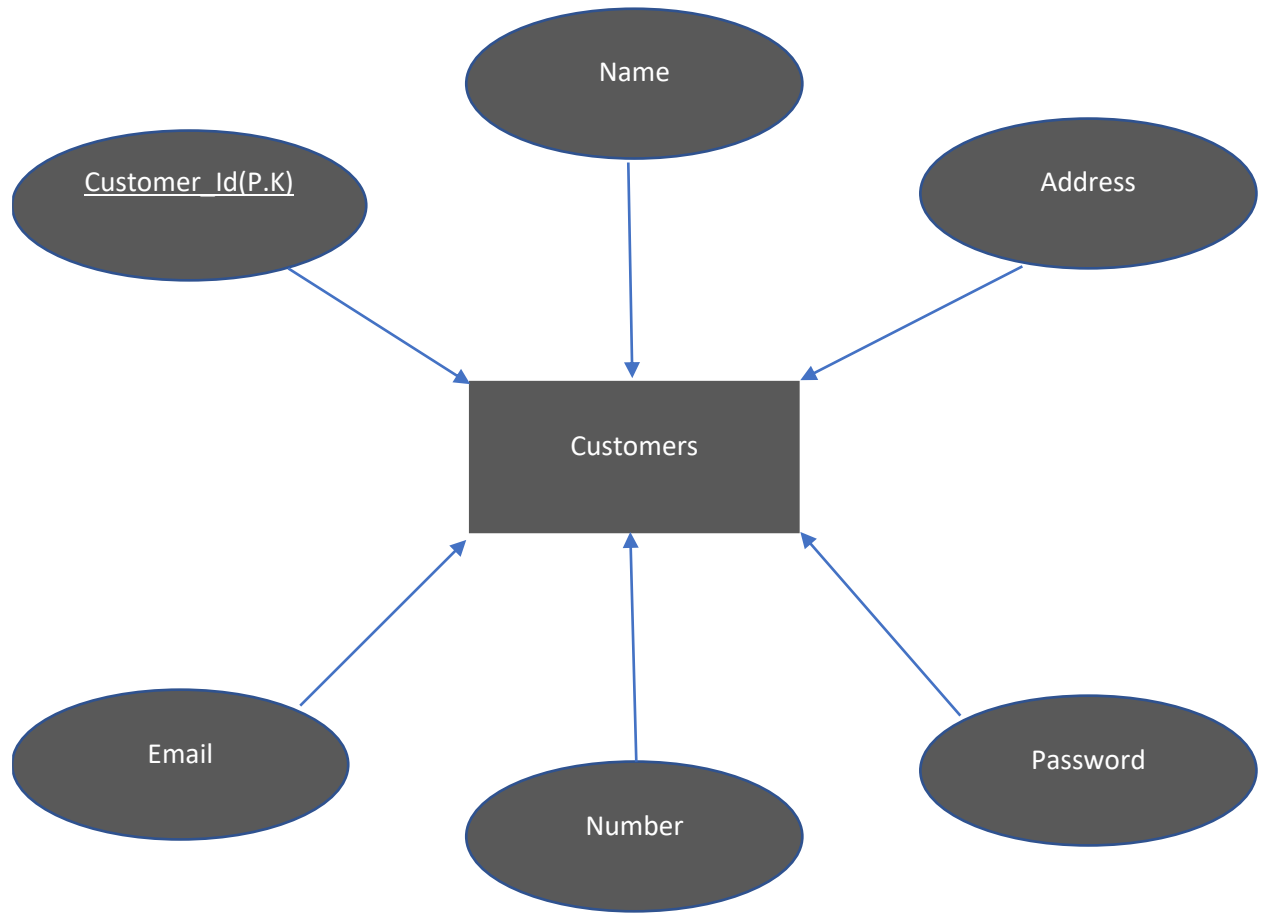 Name
Customer_Id(P.K)
Address
Customers
Email
Password
Number